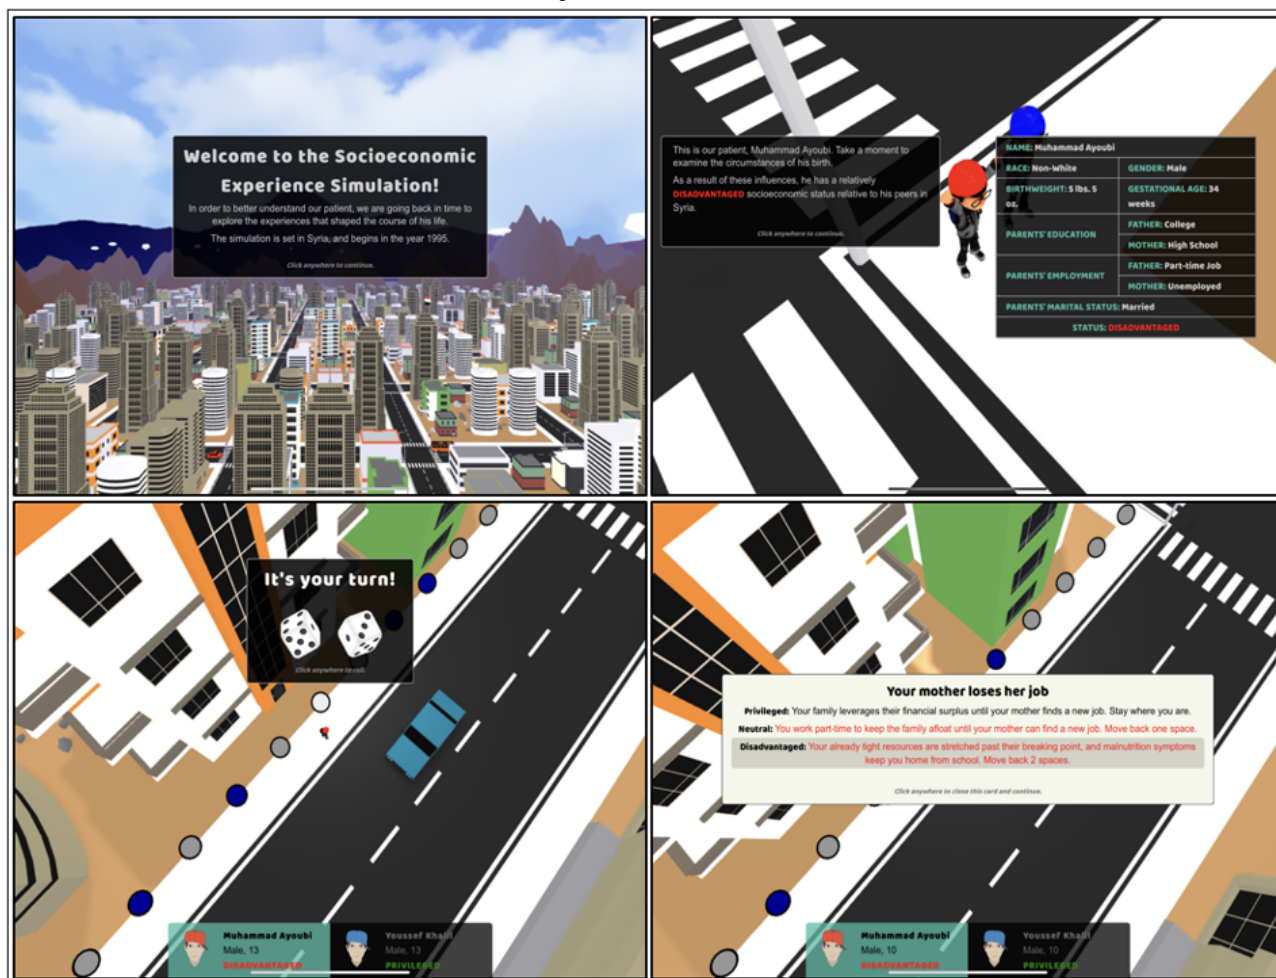 Welcome to the Socioeconomic
Experience Simulation!
In order to better understand our patient, we are going back in time to
explore the experiences that shaped the course of his life.
The simulation is set in Syria, and begins in the year 1995.
Click anywhere to continue.
This is our patient, Muhammad Ayoubi. Take a moment to
examine the circumstances of his birth.
As a result of these influences, he has a relatively
DISADVANTAGED socioeconomic status relative to his peers in
Syria.
Click anywhere to continue.
NAME: Muhammad Ayoubi
RACE: Non-White GENDER: Male
BIRTHWEIGHT: 5 lbs. 5
oz.
GESTATIONAL AGE: 34
weeks
PARENTS' EDUCATION
FATHER: College
MOTHER: High School
PARENTS' EMPLOYMENT
FATHER: Part-time Job
MOTHER: Unemployed
PARENTS' MARITAL STATUS: Married
STATUS: DISADVANTAGED
It's your turn!
Click anywhere to roll.
Muhammad Ayoubi
Male, 13
DISADVANTAGED
Youssef Khalil
Male, 13
PRIVILEGED
Your mother loses her job
Privileged: Your family leverages their financial surplus until your mother finds a new job. Stay where you are.
Neutral: You work part-time to keep the family afloat until your mother can find a new job. Move back one space.
Disadvantaged: Your already tight resources are stretched past their breaking point, and malnutrition symptoms
keep you home from school. Move back 2 spaces.
Click anywhere to close this card and continue.
Muhammad Ayoubi
Male, 10
DISADVANTAGED
Youssef Khalil
Male, 10
PRIVILEGED